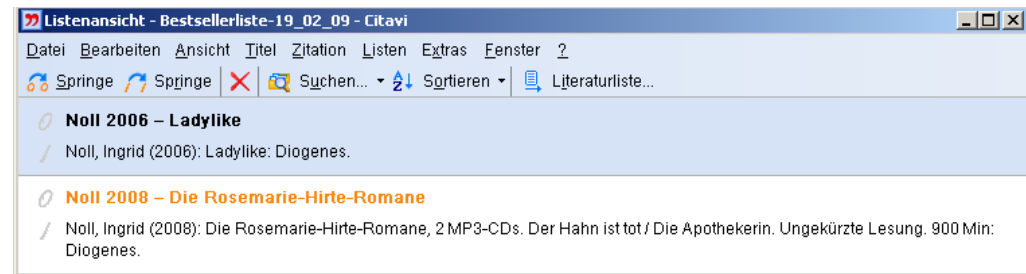 Listenansicht - Bestsellerliste-19_02_09 - Citavi
Datei Bearbeiten Ansicht Titel Zitation Listen Extras Fenster ?
Springe Springe Suchen... Sortieren Literaturliste...
Noll 2006 – Ladylike
Noll, Ingrid (2006): Ladylike: Diogenes.
Noll 2008 – Die Rosemarie-Hirte-Romane
Noll, Ingrid (2008): Die Rosemarie-Hirte-Romane, 2 MP3-CDs. Der Hahn ist tot / Die Apothekerin. Ungekürzte Lesung. 900 Min:
Diogenes.